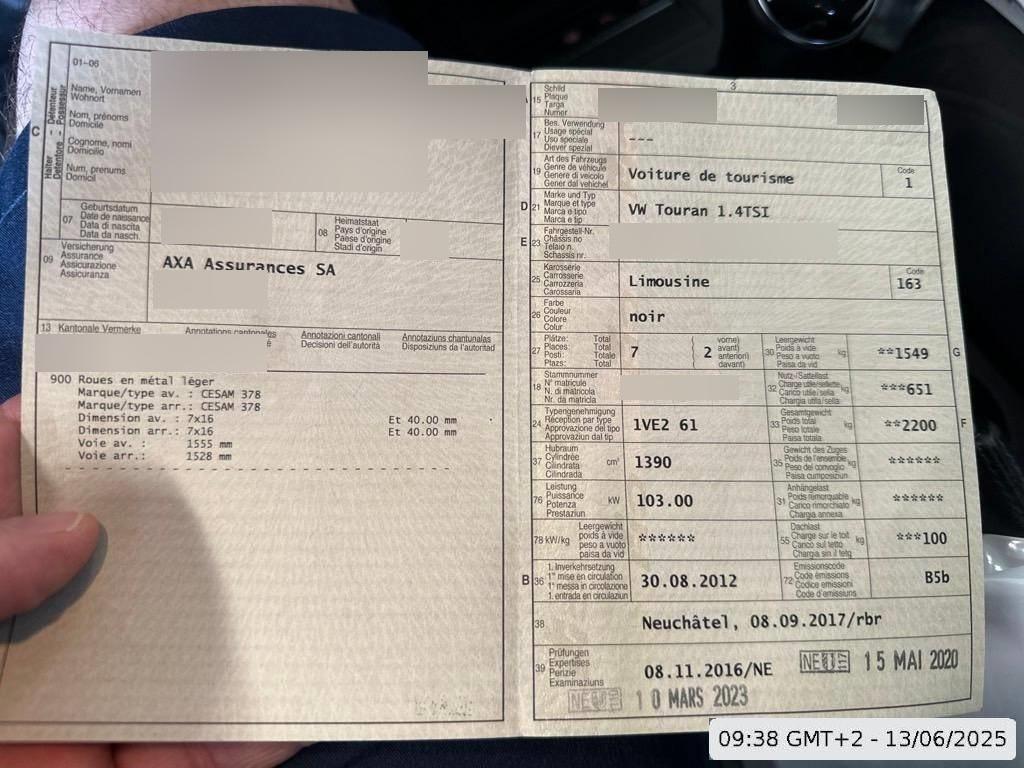 01-06
C
Halter - Détenteur
Detentore - Possessur
Name, Vornamen
Wohnort
Nom, prénoms
Domicile
Cognome, nomi
Domicilio
Num, prenums
Domicil
07
Geburtsdatum
Date de naissance
Data di nascita
Data da nasch.
08
Heimatstaat
Pays d'origine
Paese d'origine
Stadi d'origin
09
Versicherung
Assurance
Assicurazione
Assicuranza
AXA Assurances SA
13 Kantonale Vermerke
Annotations cantonales
Annotazioni cantonali
Decisioni dell'autorità
Annotaziuns chantunalas
Disposiziuns da l'autoritad
900 Roues en métal léger
Marque/type av. : CESAM 378
Marque/type arr.: CESAM 378
Dimension av. : 7x16 Et 40.00 mm
Dimension arr.: 7x16 Et 40.00 mm
Voie av. : 1555 mm
Voie arr.: 1528 mm
3
A 15
Schild
Plaque
Targa
Numer
17
Bes. Verwendung
Usage spécial
Uso speciale
Diever spezial
---
19
Art des Fahrzeugs
Genre de véhicule
Genere di veicolo
Gener dal vehichel
Voiture de tourisme
Code
1
D 21
Marke und Typ
Marque et type
Marca e tipo
Marca e tip
VW Touran 1.4TSI
E 23
Fahrgestell-Nr.
Châssis no
Telaio n.
Schassis nr.
25
Karosserie
Carrosserie
Carrozzeria
Carossaria
Limousine
Code
163
26
Farbe
Couleur
Colore
Colur
noir
27
Plätze: Total
Places: Total
Posti: Totale
Plazs: Total
7
2
vorne)
avant)
anteriori)
davant)
30
Leergewicht
Poids à vide
Peso a vuoto
Paisa da vid
kg
**1549
G
18
Stammnummer
N° matricule
N. di matricola
Nr. da matricla
32
Nutz-/Sattellast
Charge utile/sellette
Carico utile/sella
Chargia utila/sella
kg
***651
24
Typengenehmigung
Réception par type
Approvazione del tipo
Approvaziun dal tip
1VE2 61
33
Gesamtgewicht
Poids total
Peso totale
Paisa totala
kg
**2200
F
37
Hubraum
Cylindrée
Cilindrata
Cilindrada
cm³
1390
35
Gewicht des Zuges
Poids de l'ensemble
Peso del convoglio
Paisa cumposiziun
kg
******
76
Leistung
Puissance
Potenza
Prestaziun
kW
103.00
31
Anhängelast
Poids remorquable
Carico rimorchiato
Chargia annexa
kg
******
78 kW/kg
Leergewicht
poids à vide
peso a vuoto
paisa da vid
******
55
Dachlast
Charge sur le toit
Carico sul tetto
Chargia sin il tetg
kg
***100
B 36
1. Inverkehrsetzung
1re mise en circulation
1a messa in circolazione
1. entrada en circulaziun
30.08.2012
72
Emissionscode
Code émissions
Codice emissioni
Code d'emissiuns
B5b
38
Neuchâtel, 08.09.2017/rbr
39
Prüfungen
Expertises
Perizie
Examinaziuns
08.11.2016/NE
15 MAI 2020
10 MARS 2023
09:38 GMT+2 - 13/06/2025